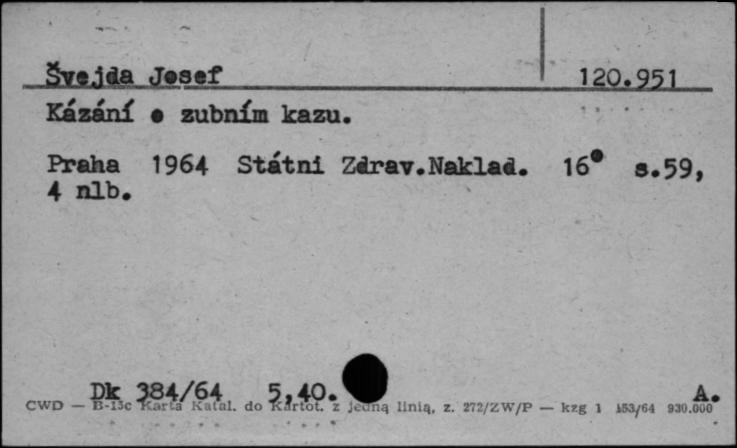 Švejda Josef 120.951
Kázání o zubním kazu.
Praha 1964 Státni Zdrav.Naklad. 16° s.59,
4 nlb.
Dk 384/64 5,40. A.
CWD — B-15c Karta Katal. do Kartot. z jedną linią, z. 272/ZW/P — kzg 1 153/64 930.000